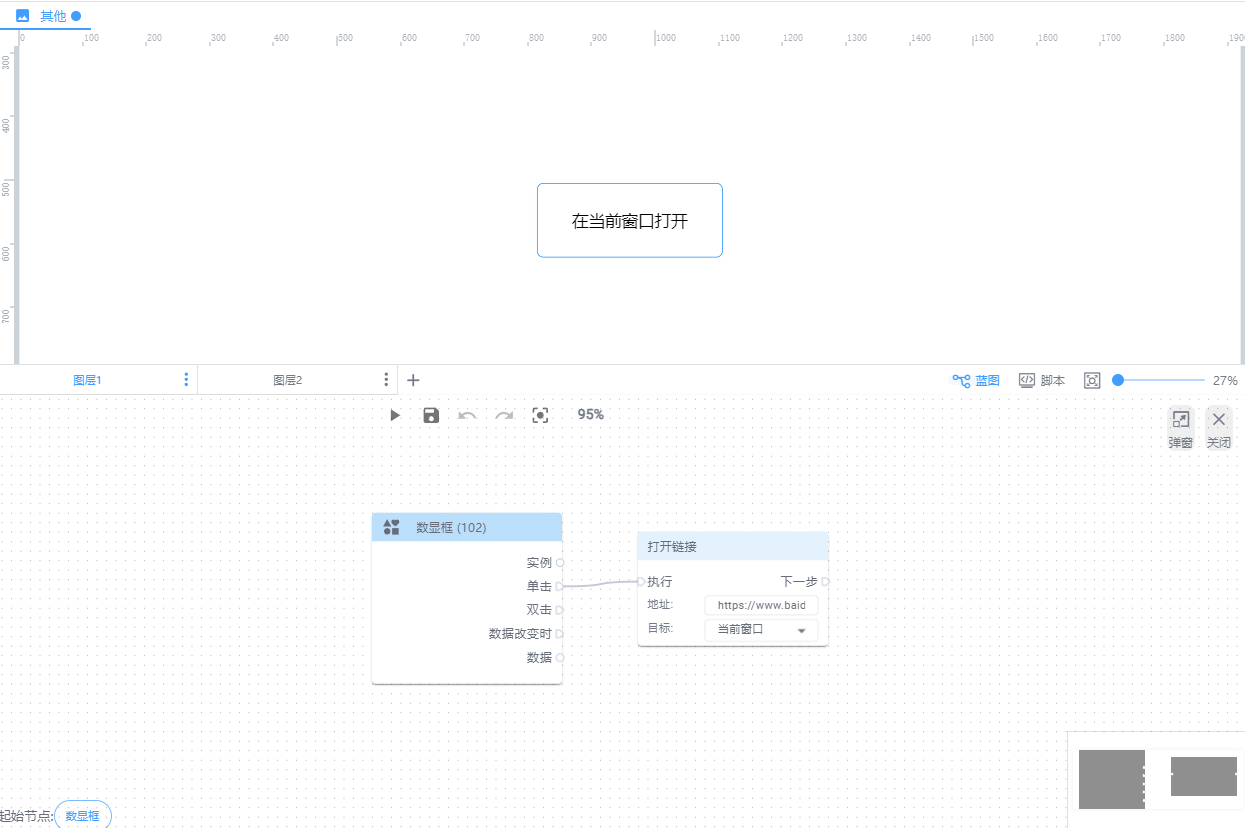 其他
0 100 200 300 400 500 600 700 800 900 1000 1100 1200 1300 1400 1500 1600 1700 1800 190
300
400
500
600
700
在当前窗口打开
图层1 图层2 蓝图 脚本 27%
95%
弹窗 关闭
数显框 (102)
实例
单击
双击
数据改变时
数据
打开链接
执行 下一步
地址: https://www.baid
目标: 当前窗口
起始节点: 数显框